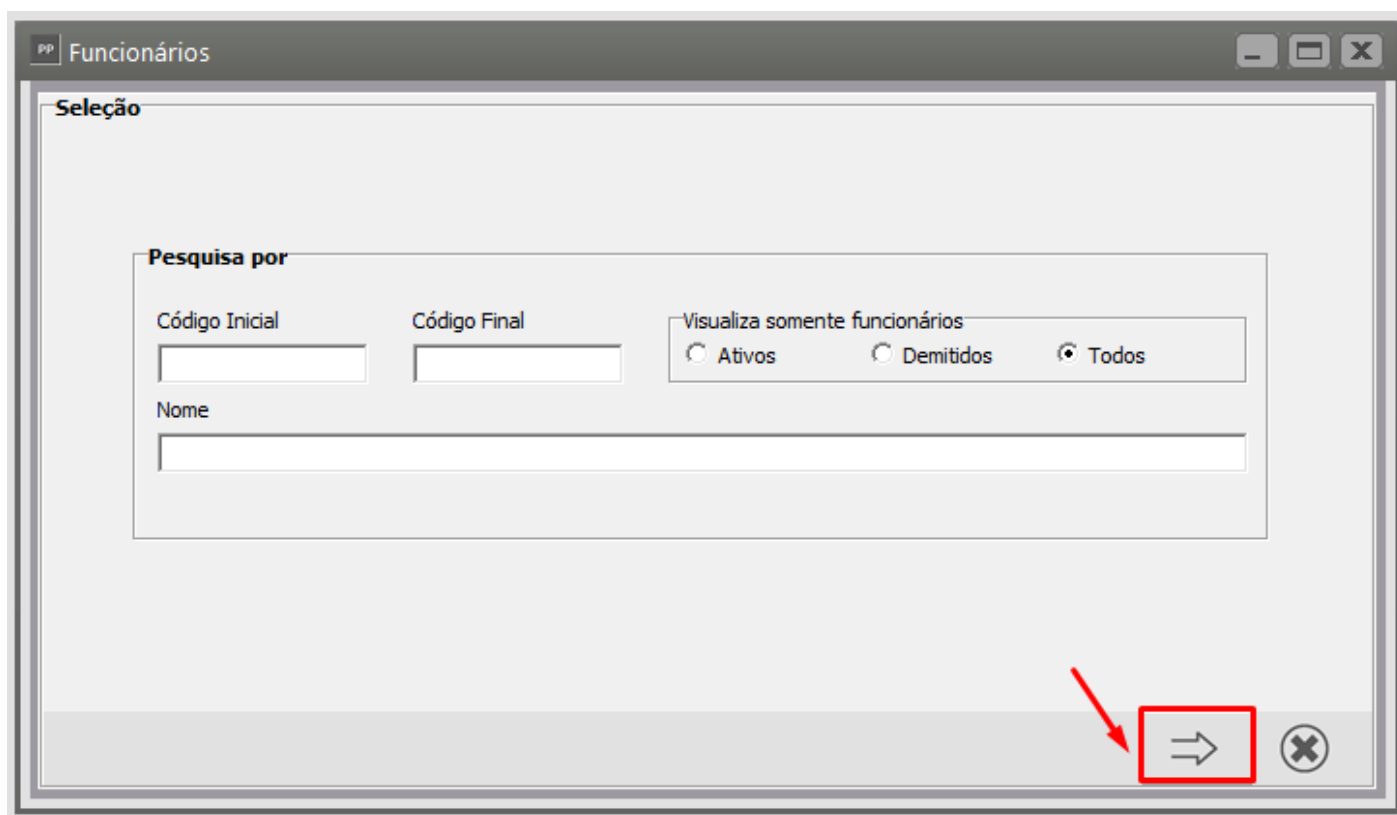 PP Funcionários
Seleção
Pesquisa por
Código Inicial Código Final Visualiza somente funcionários
Ativos Demitidos Todos
Nome